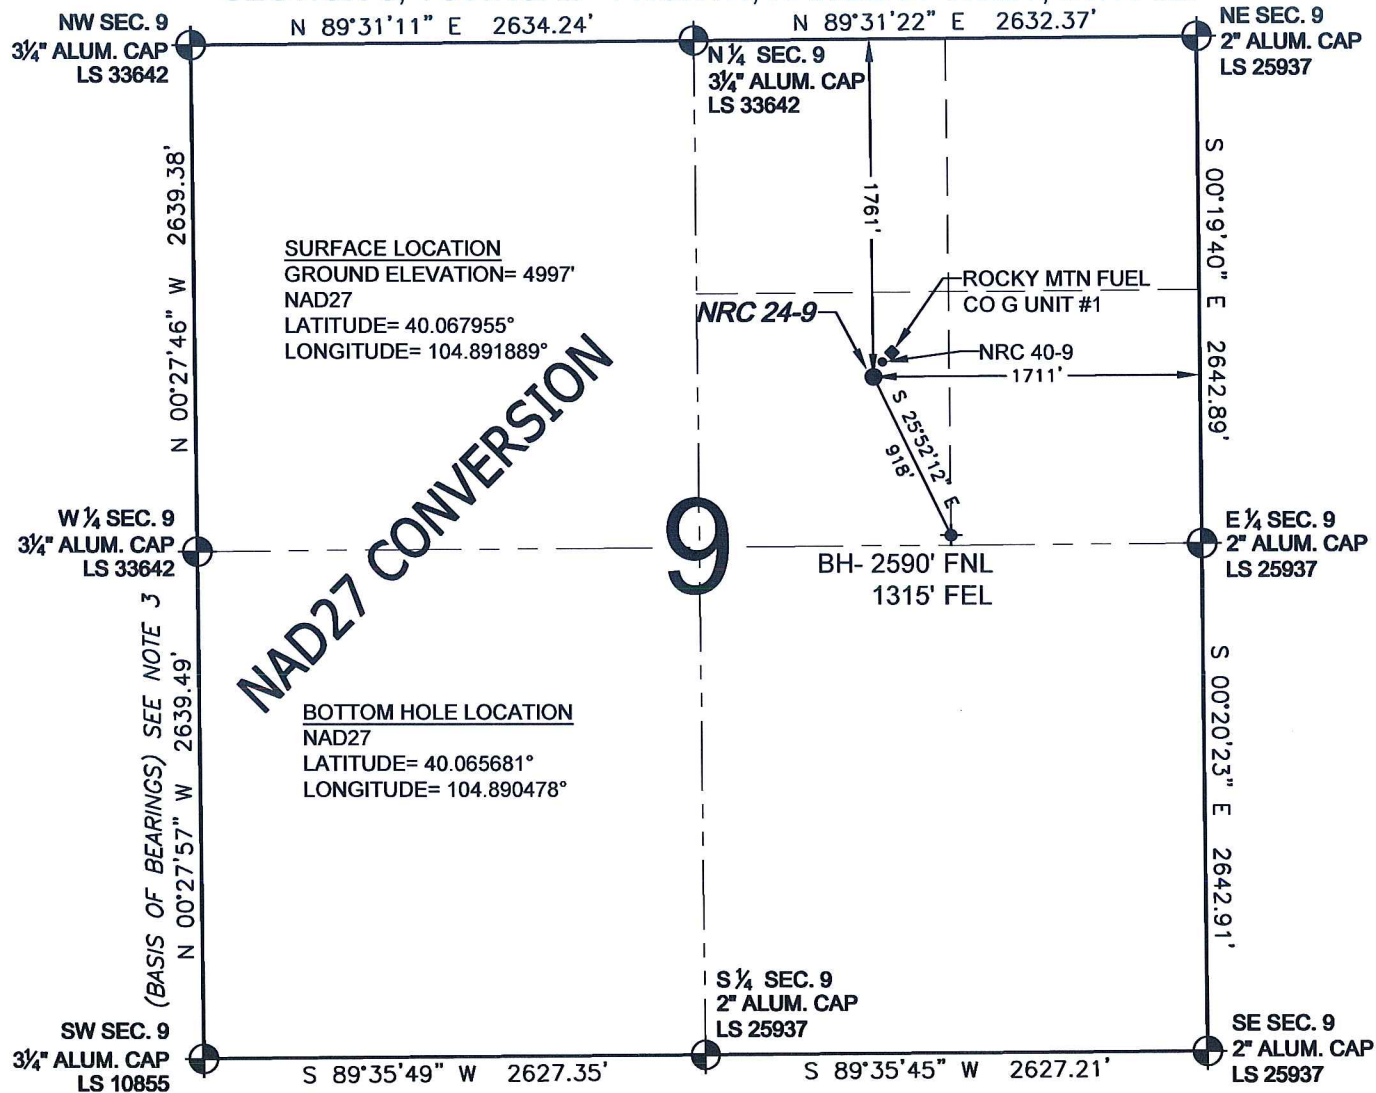 N 89°31'11" E 2634.24'
N 89°31'22" E 2632.37'
NW SEC. 9
3¼" ALUM. CAP
LS 33642
N ¼ SEC. 9
3¼" ALUM. CAP
LS 33642
NE SEC. 9
2" ALUM. CAP
LS 25937
N 00°27'46" W 2639.38'
S 00°19'40" E 2642.89'
1761'
SURFACE LOCATION
GROUND ELEVATION= 4997'
NAD27
LATITUDE= 40.067955°
LONGITUDE= 104.891889°
ROCKY MTN FUEL
CO G UNIT #1
NRC 24-9
NRC 40-9
1711'
S 25°52'12" E
918'
NAD27 CONVERSION
9
W ¼ SEC. 9
3¼" ALUM. CAP
LS 33642
E ¼ SEC. 9
2" ALUM. CAP
LS 25937
BH- 2590' FNL
1315' FEL
(BASIS OF BEARINGS) SEE NOTE 3
N 00°27'57" W 2639.49'
S 00°20'23" E 2642.91'
BOTTOM HOLE LOCATION
NAD27
LATITUDE= 40.065681°
LONGITUDE= 104.890478°
SW SEC. 9
3¼" ALUM. CAP
LS 10855
S ¼ SEC. 9
2" ALUM. CAP
LS 25937
SE SEC. 9
2" ALUM. CAP
LS 25937
S 89°35'49" W 2627.35'
S 89°35'45" W 2627.21'